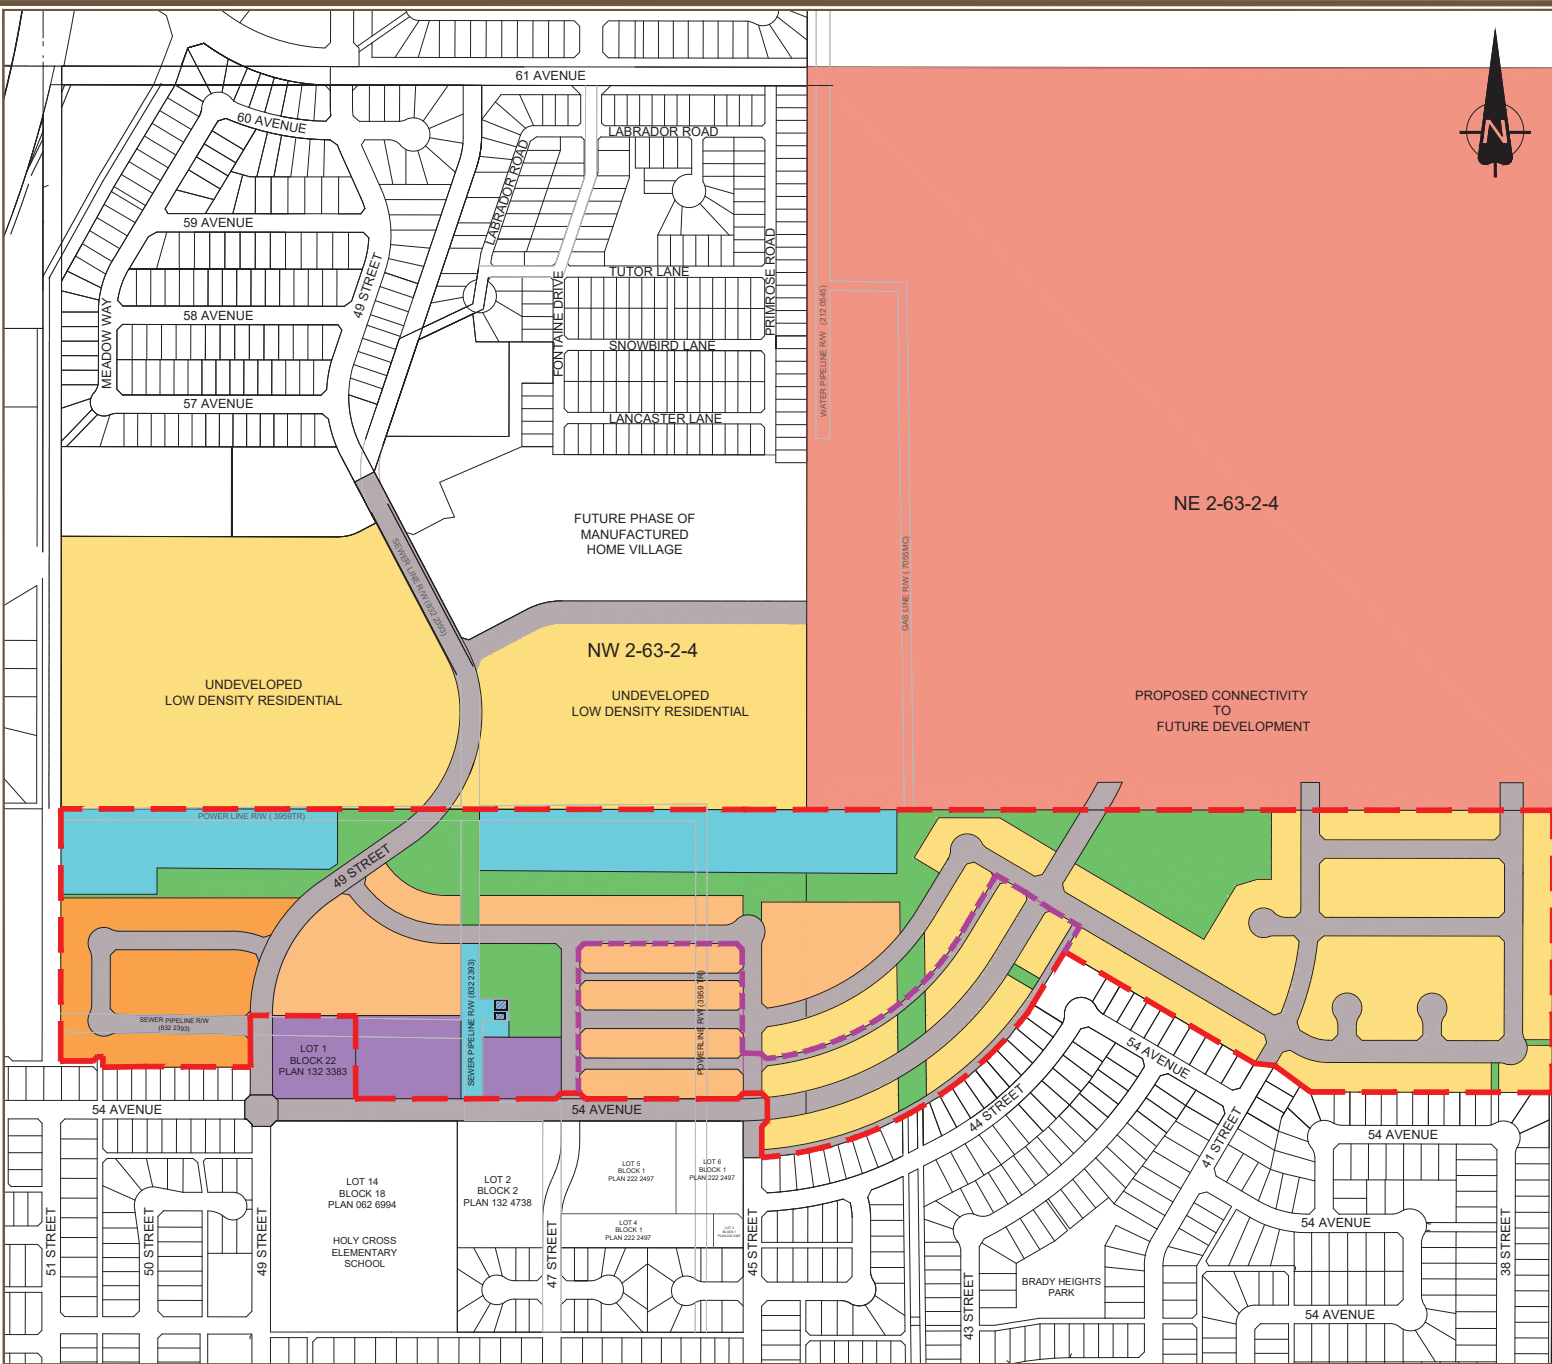 61 AVENUE
60 AVENUE
LABRADOR ROAD
LABRADOR ROAD
N
59 AVENUE
49 STREET
TUTOR LANE
PRIMROSE ROAD
MEADOW WAY
58 AVENUE
FONTAINE DRIVE
SNOWBIRD LANE
WATER PIPELINE R/W (212 0545)
57 AVENUE
LANCASTER LANE
NE 2-63-2-4
FUTURE PHASE OF
MANUFACTURED
HOME VILLAGE
SEWER LINE R/W (832 2393)
GAS LINE R/W (7055MC)
NW 2-63-2-4
UNDEVELOPED
LOW DENSITY RESIDENTIAL
UNDEVELOPED
LOW DENSITY RESIDENTIAL
PROPOSED CONNECTIVITY
TO
FUTURE DEVELOPMENT
POWER LINE R/W ( 3959TR)
49 STREET
SEWER PIPELINE R/W (832 2393)
POWERLINE R/W (3959 TR)
SEWER PIPELINE R/W
(832 2393)
LOT 1
BLOCK 22
PLAN 132 3383
54 AVENUE
54 AVENUE
54 AVENUE
44 STREET
41 STREET
54 AVENUE
LOT 14
BLOCK 18
PLAN 062 6994
HOLY CROSS
ELEMENTARY
SCHOOL
LOT 2
BLOCK 2
PLAN 132 4738
LOT 5
BLOCK 1
PLAN 222 2497
LOT 6
BLOCK 1
PLAN 222 2497
LOT 4
BLOCK 1
PLAN 222 2497
51 STREET
50 STREET
49 STREET
47 STREET
45 STREET
43 STREET
BRADY HEIGHTS
PARK
54 AVENUE
38 STREET
54 AVENUE